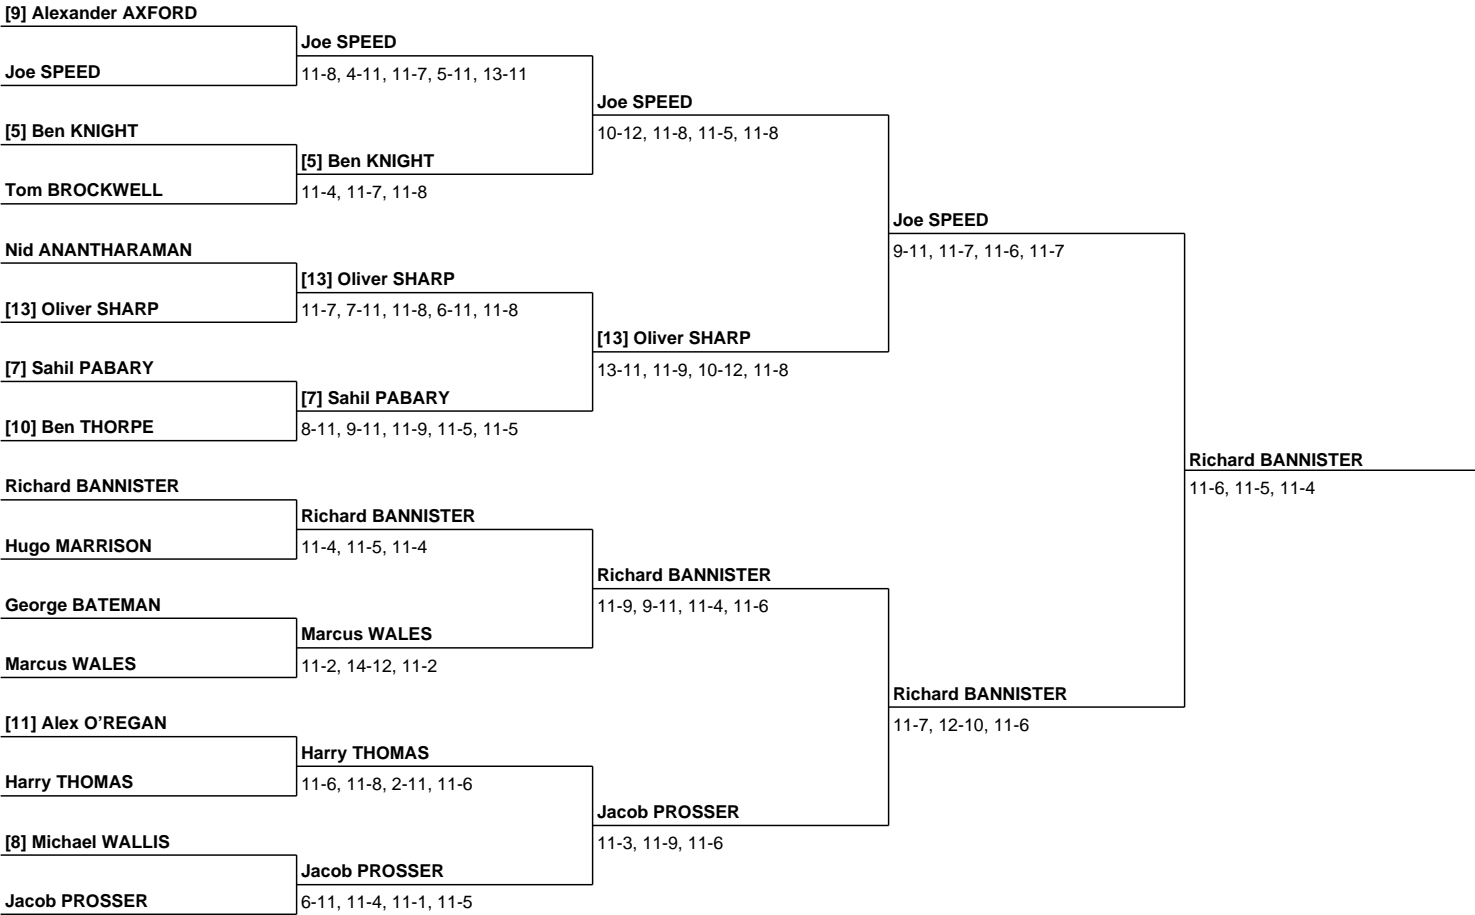 [9] Alexander AXFORD
Joe SPEED
Joe SPEED
11-8, 4-11, 11-7, 5-11, 13-11
Joe SPEED
10-12, 11-8, 11-5, 11-8
[5] Ben KNIGHT
[5] Ben KNIGHT
Tom BROCKWELL
11-4, 11-7, 11-8
Joe SPEED
9-11, 11-7, 11-6, 11-7
Nid ANANTHARAMAN
[13] Oliver SHARP
[13] Oliver SHARP
11-7, 7-11, 11-8, 6-11, 11-8
[13] Oliver SHARP
13-11, 11-9, 10-12, 11-8
[7] Sahil PABARY
[7] Sahil PABARY
[10] Ben THORPE
8-11, 9-11, 11-9, 11-5, 11-5
Richard BANNISTER
11-6, 11-5, 11-4
Richard BANNISTER
Richard BANNISTER
Hugo MARRISON
11-4, 11-5, 11-4
Richard BANNISTER
11-9, 9-11, 11-4, 11-6
George BATEMAN
Marcus WALES
Marcus WALES
11-2, 14-12, 11-2
Richard BANNISTER
11-7, 12-10, 11-6
[11] Alex O’REGAN
Harry THOMAS
Harry THOMAS
11-6, 11-8, 2-11, 11-6
Jacob PROSSER
11-3, 11-9, 11-6
[8] Michael WALLIS
Jacob PROSSER
Jacob PROSSER
6-11, 11-4, 11-1, 11-5